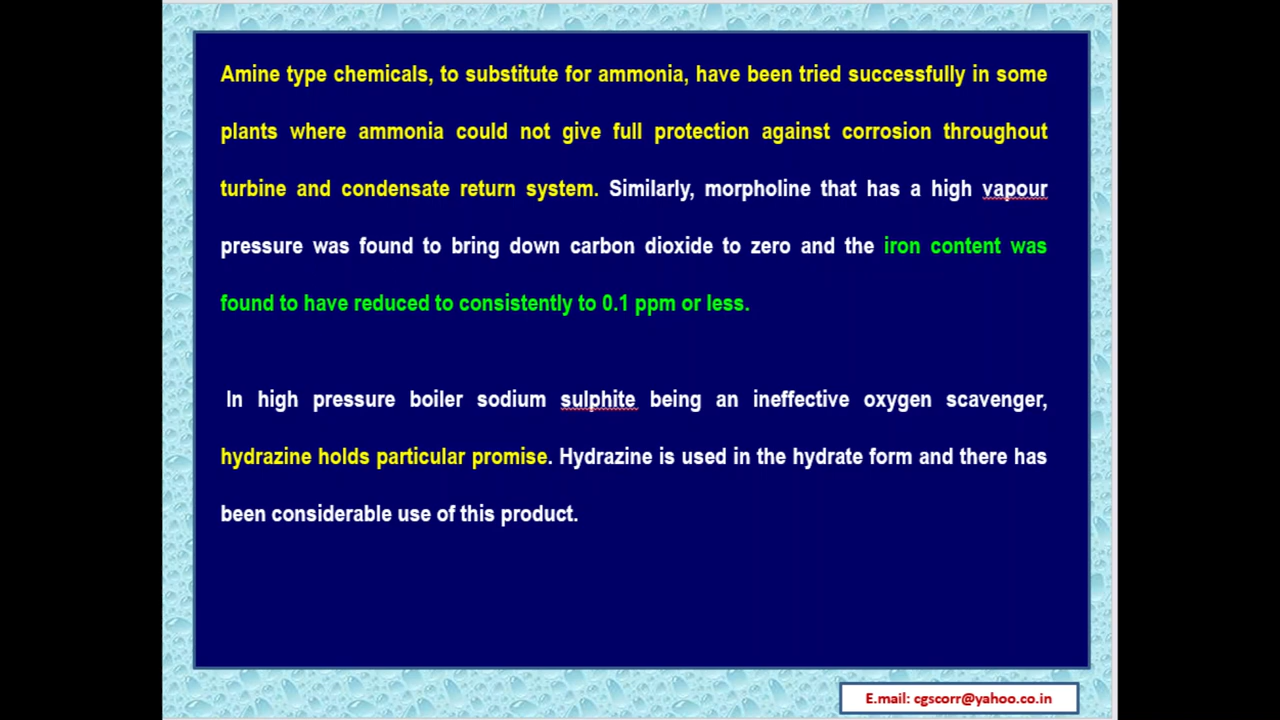 Amine type chemicals, to substitute for ammonia, have been tried successfully in some
plants where ammonia could not give full protection against corrosion throughout
turbine and condensate return system. Similarly, morpholine that has a high vapour
pressure was found to bring down carbon dioxide to zero and the iron content was
found to have reduced to consistently to 0.1 ppm or less.
In high pressure boiler sodium sulphite being an ineffective oxygen scavenger,
hydrazine holds particular promise. Hydrazine is used in the hydrate form and there has
been considerable use of this product.
E.mail: cgscorr@yahoo.co.in